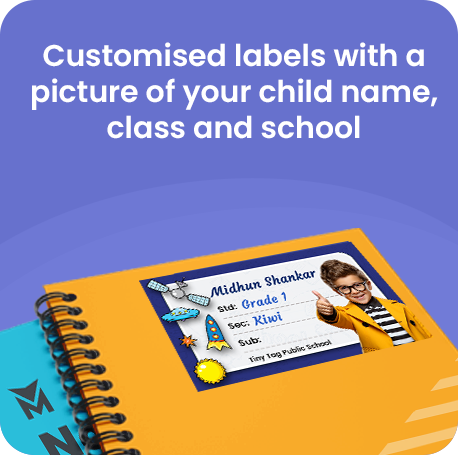 Customised labels with a
picture of your child name,
class and school
Midhun Shankar
Std: Grade 1
Sec: Kiwi
Sub:
Tiny Tag Public School
M
N